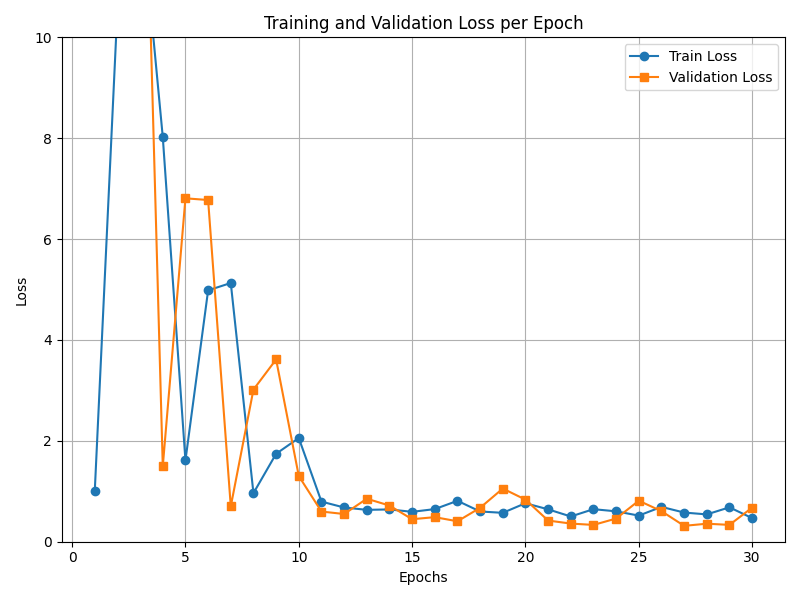 Training and Validation Loss per Epoch
Train Loss
Validation Loss
Loss
10
8
6
4
2
0
0 5 10 15 20 25 30
Epochs